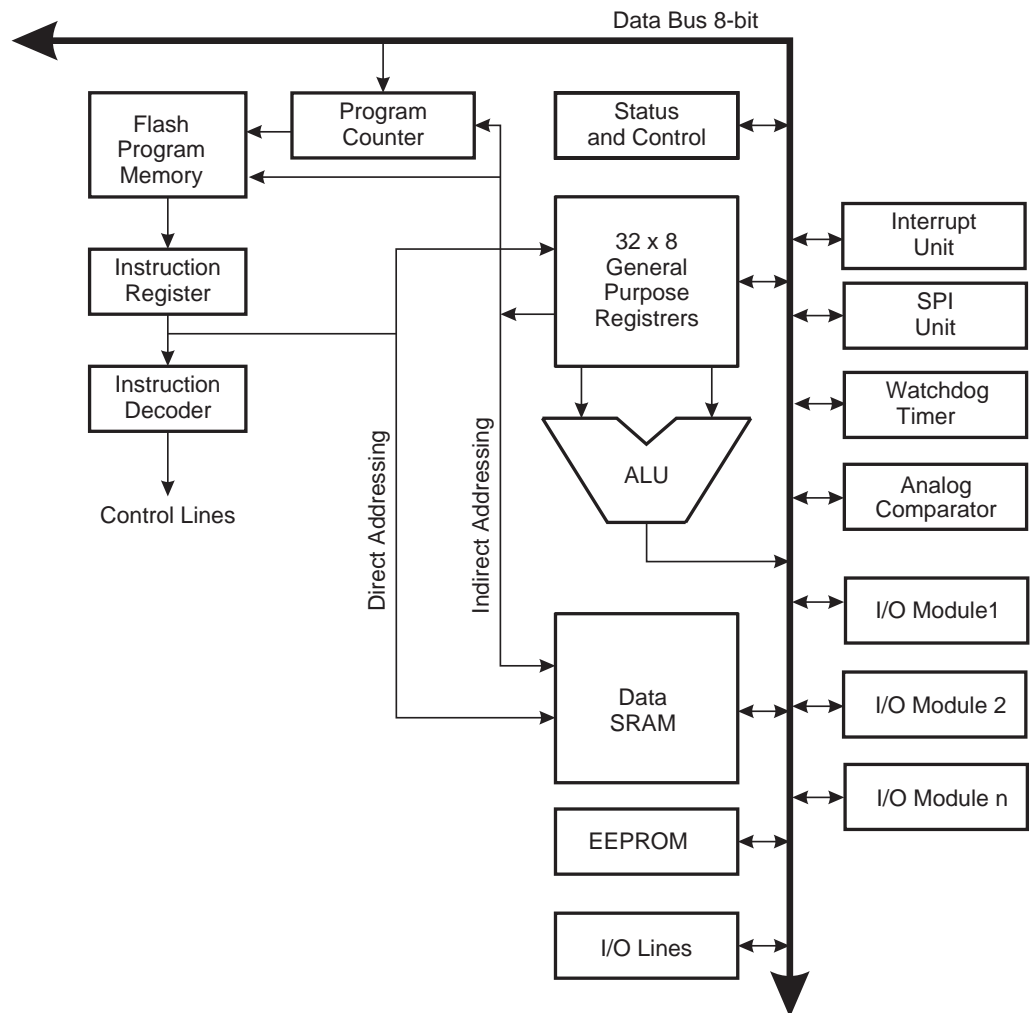 Data Bus 8-bit
Flash
Program
Memory
Program
Counter
Status
and Control
Interrupt
Unit
32 x 8
General
Purpose
Registrers
Instruction
Register
SPI
Unit
Instruction
Decoder
Watchdog
Timer
ALU
Analog
Comparator
Control Lines
Direct Addressing
Indirect Addressing
I/O Module1
Data
SRAM
I/O Module 2
I/O Module n
EEPROM
I/O Lines